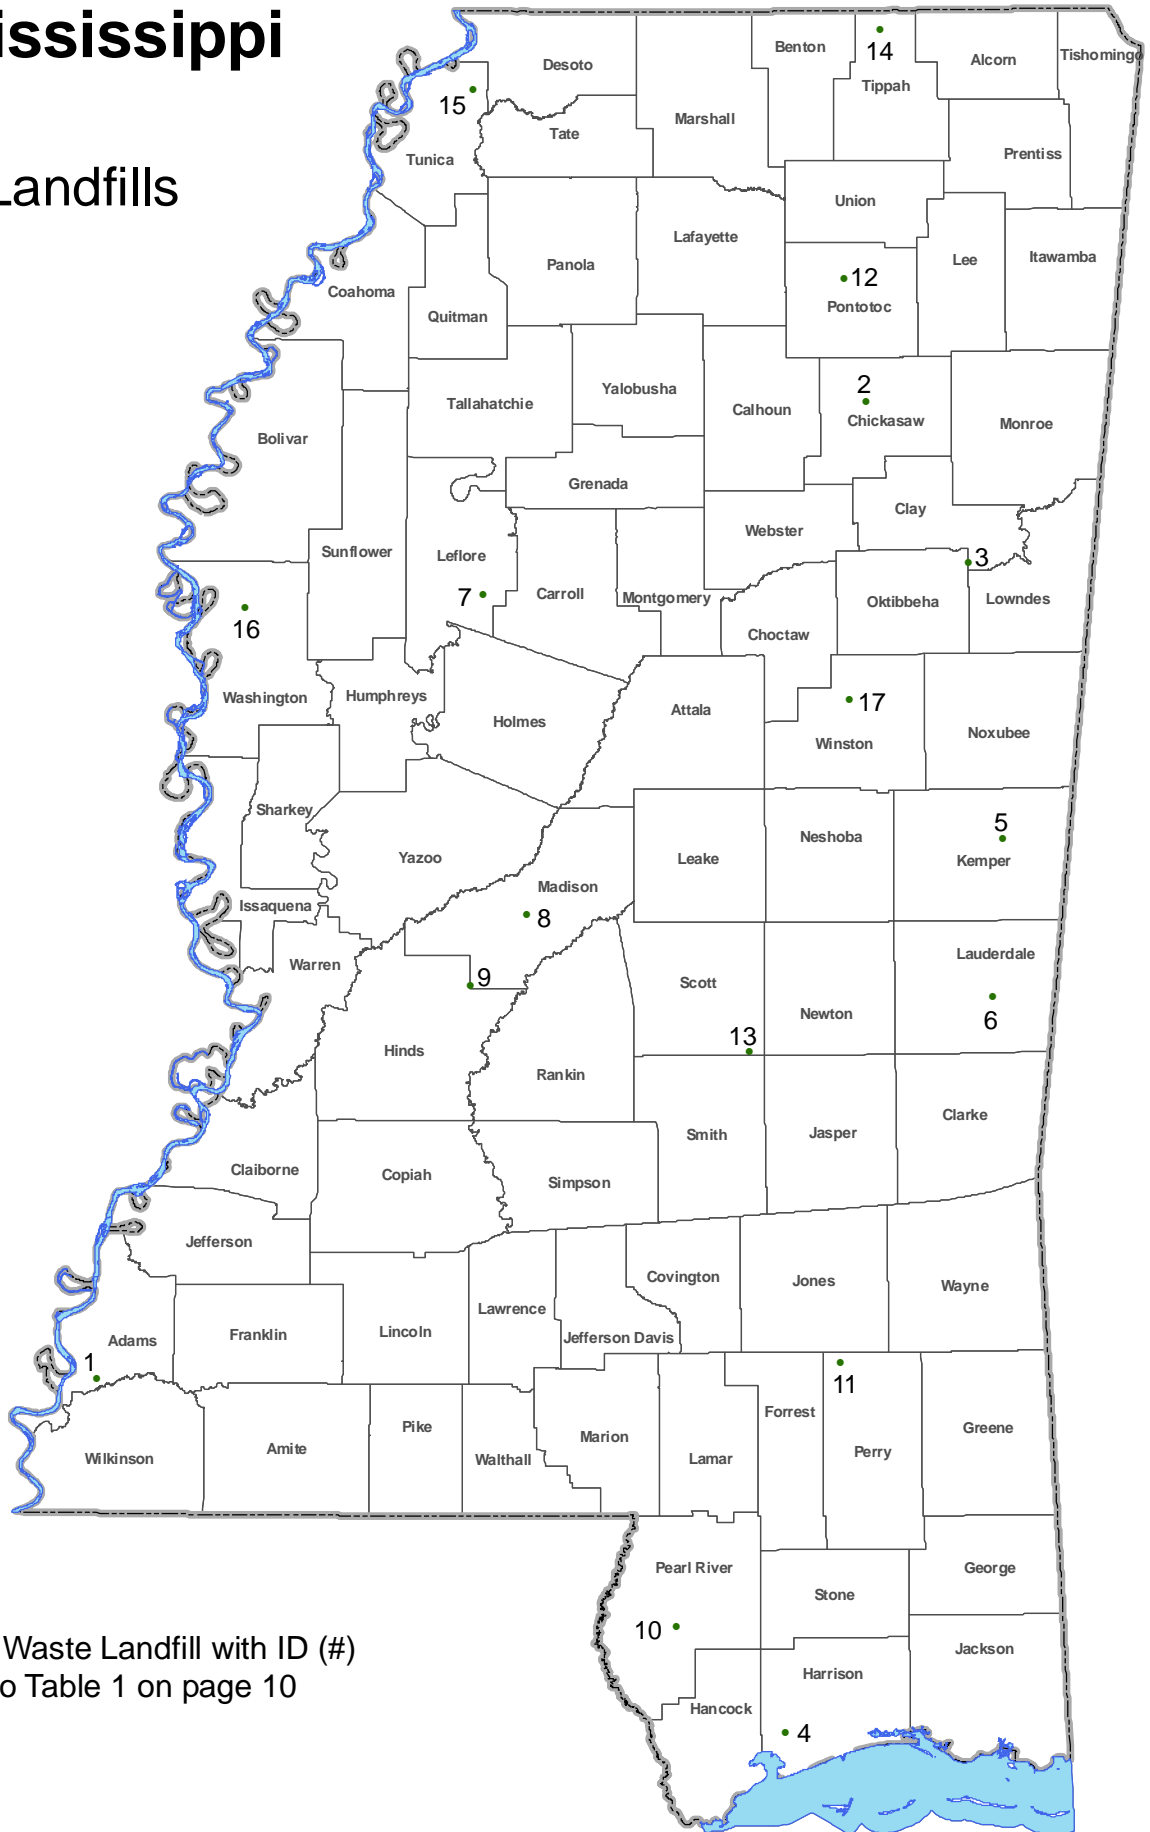 ississippi
Landfills
Desoto
Benton
14
Tippah
Alcorn
Tishomingo
15
Tate
Marshall
Tunica
Prentiss
Union
Lafayette
Panola
Lee
Itawamba
Coahoma
12
Pontotoc
Quitman
Yalobusha
2
Chickasaw
Tallahatchie
Calhoun
Monroe
Bolivar
Grenada
Clay
Webster
Sunflower
Leflore
3
7
Carroll
Montgomery
Oktibbeha
Lowndes
16
Choctaw
Washington
Humphreys
17
Holmes
Attala
Winston
Noxubee
Sharkey
5
Neshoba
Yazoo
Leake
Kemper
Madison
Issaquena
8
Warren
Lauderdale
9
Scott
Newton
6
13
Hinds
Rankin
Smith
Jasper
Clarke
Claiborne
Copiah
Simpson
Jefferson
Covington
Jones
Wayne
Lawrence
Adams
Franklin
Lincoln
Jefferson Davis
1
11
Forrest
Pike
Marion
Greene
Wilkinson
Amite
Walthall
Lamar
Perry
Pearl River
George
Stone
10
Waste Landfill with ID (#)
o Table 1 on page 10
Jackson
Harrison
Hancock
4